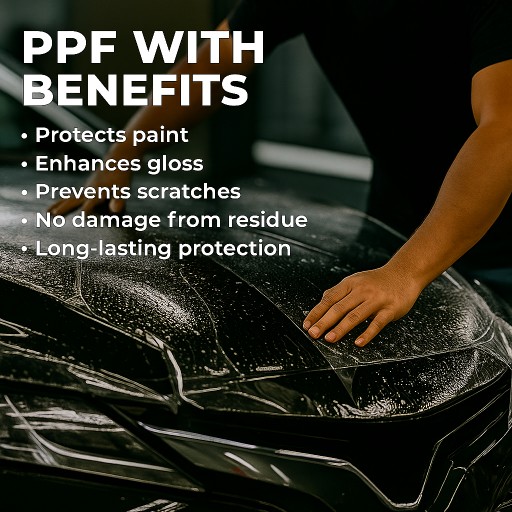 PPF WITH
BENEFITS
• Protects paint
• Enhances gloss
• Prevents scratches
• No damage from residue
• Long-lasting protection